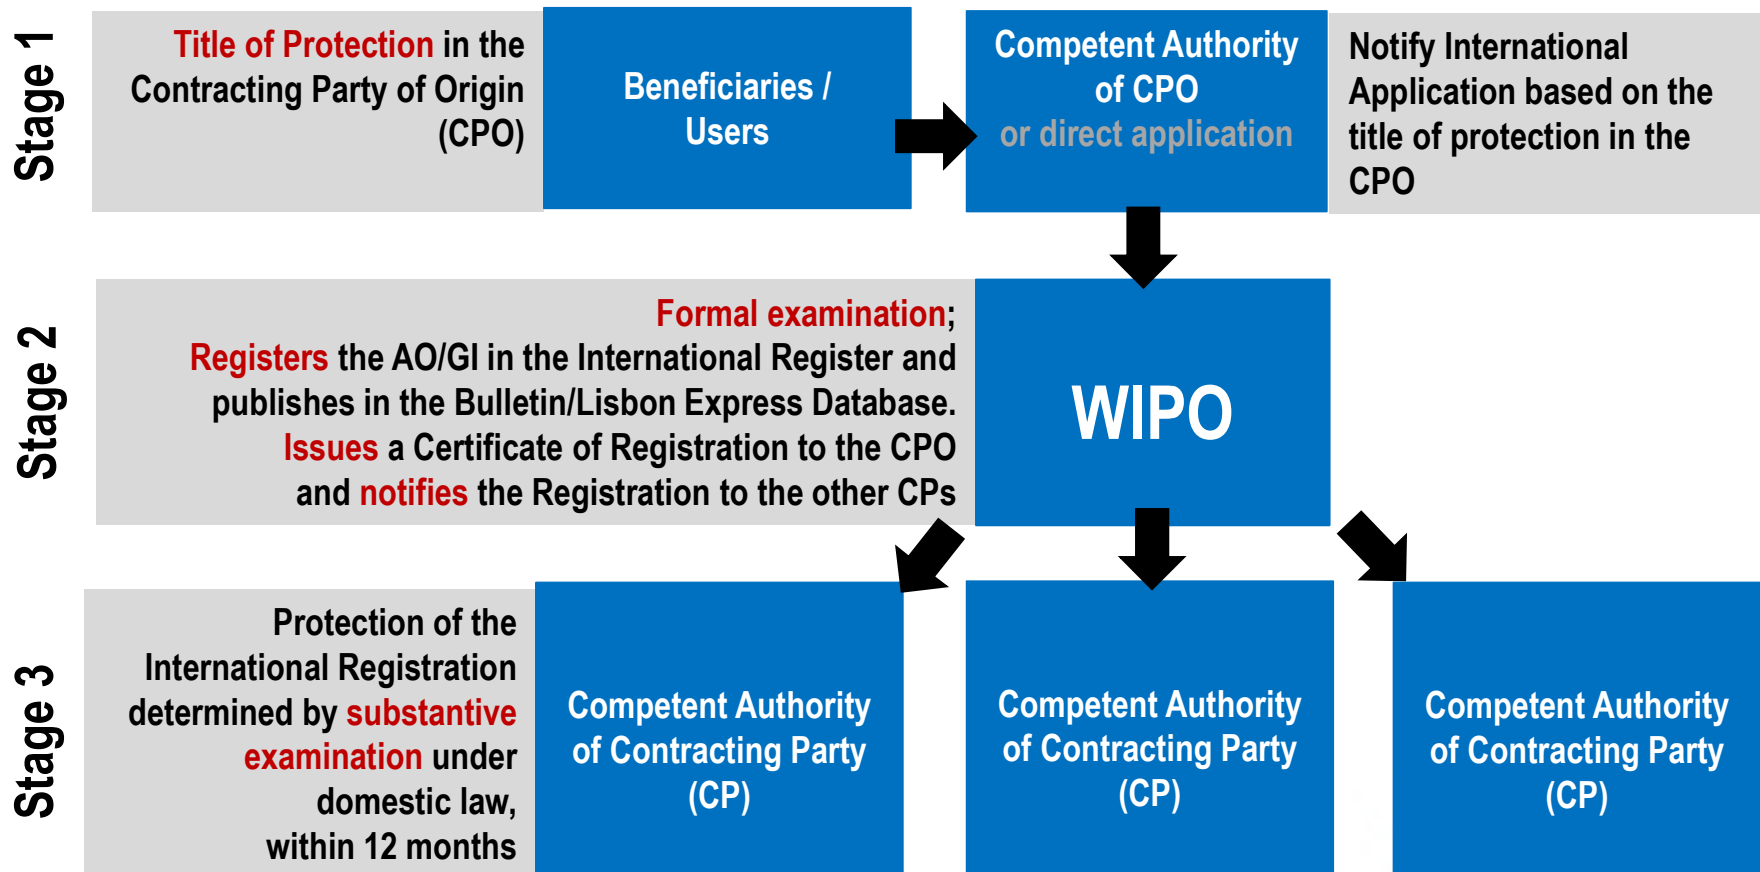 Stage 1
Title of Protection in the
Contracting Party of Origin
(CPO)
Beneficiaries /
Users
Competent Authority
of CPO
or direct application
Notify International
Application based on the
title of protection in the
CPO
Stage 2
Formal examination;
Registers the AO/GI in the International Register and
publishes in the Bulletin/Lisbon Express Database.
Issues a Certificate of Registration to the CPO
and notifies the Registration to the other CPs
WIPO
Stage 3
Protection of the
International Registration
determined by substantive
examination under
domestic law,
within 12 months
Competent Authority
of Contracting Party
(CP)
Competent Authority
of Contracting Party
(CP)
Competent Authority
of Contracting Party
(CP)